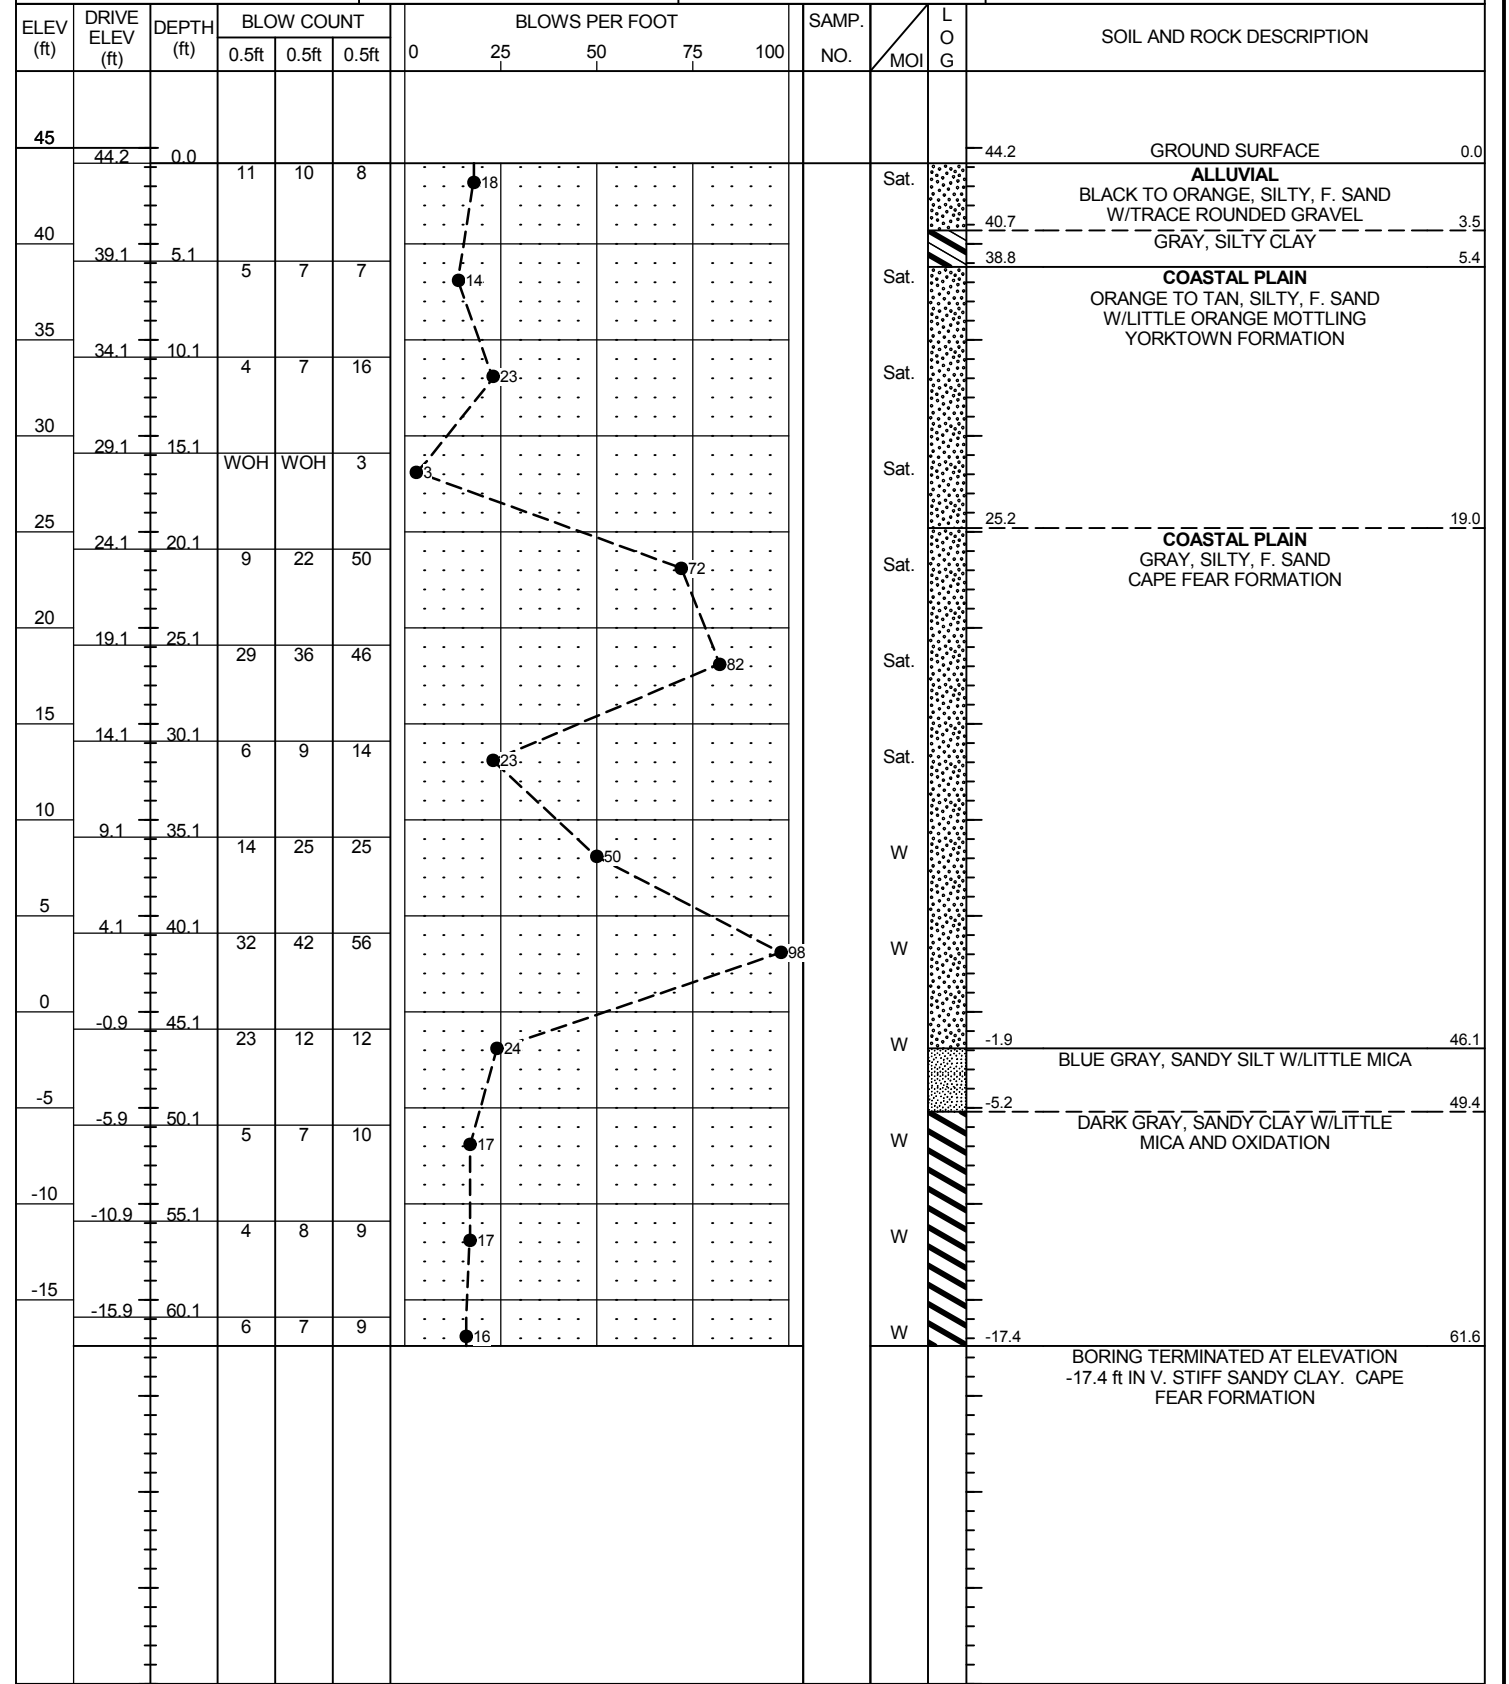 ELEV (ft) DRIVE ELEV (ft) DEPTH (ft) BLOW COUNT BLOWS PER FOOT SAMP. NO. MOI LOG SOIL AND ROCK DESCRIPTION
0.5ft 0.5ft 0.5ft 0 25 50 75 100
45
44.2 0.0 44.2 GROUND SURFACE 0.0
11 10 8 18 Sat. ALLUVIAL
BLACK TO ORANGE, SILTY, F. SAND
W/TRACE ROUNDED GRAVEL
40.7 3.5
40 GRAY, SILTY CLAY
39.1 5.1 38.8 5.4
5 7 7 14 Sat. COASTAL PLAIN
ORANGE TO TAN, SILTY, F. SAND
W/LITTLE ORANGE MOTTLING
YORKTOWN FORMATION
35
34.1 10.1
4 7 16 23 Sat.
30
29.1 15.1
WOH WOH 3 3 Sat.
25 25.2 19.0
24.1 20.1 COASTAL PLAIN
9 22 50 72 Sat. GRAY, SILTY, F. SAND
CAPE FEAR FORMATION
20
19.1 25.1
29 36 46 82 Sat.
15
14.1 30.1
6 9 14 23 Sat.
10
9.1 35.1
14 25 25 50 W
5
4.1 40.1
32 42 56 98 W
0
-0.9 45.1
23 12 12 24 W -1.9 46.1
BLUE GRAY, SANDY SILT W/LITTLE MICA
-5 -5.2 49.4
-5.9 50.1 DARK GRAY, SANDY CLAY W/LITTLE
5 7 10 17 W MICA AND OXIDATION
-10
-10.9 55.1
4 8 9 17 W
-15
-15.9 60.1
6 7 9 16 W -17.4 61.6
BORING TERMINATED AT ELEVATION
-17.4 ft IN V. STIFF SANDY CLAY. CAPE
FEAR FORMATION